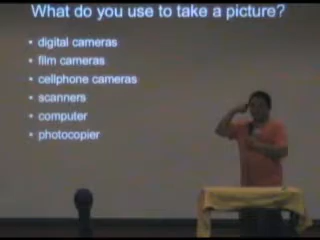 What do you use to take a picture?
• digital cameras
• film cameras
• cellphone cameras
• scanners
• computer
• photocopier